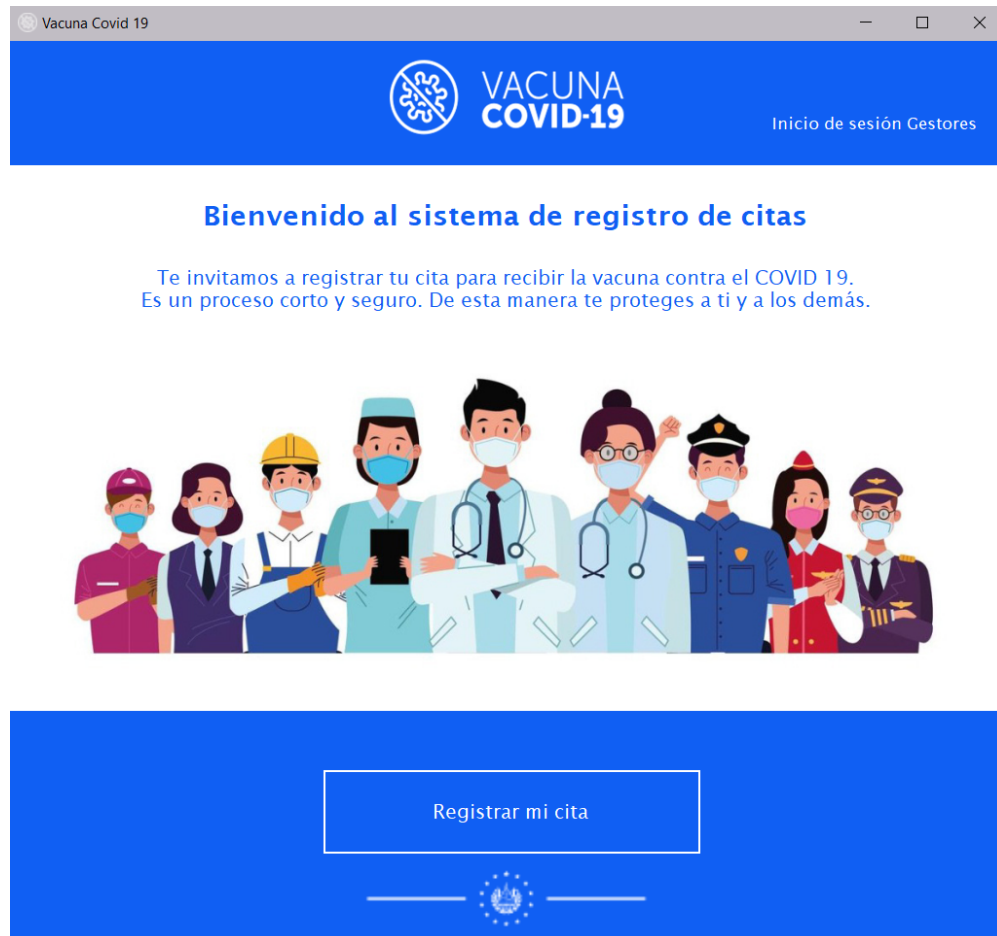 Vacuna Covid 19
VACUNA
COVID-19
Inicio de sesión Gestores
Bienvenido al sistema de registro de citas
Te invitamos a registrar tu cita para recibir la vacuna contra el COVID 19.
Es un proceso corto y seguro. De esta manera te proteges a ti y a los demás.
Registrar mi cita